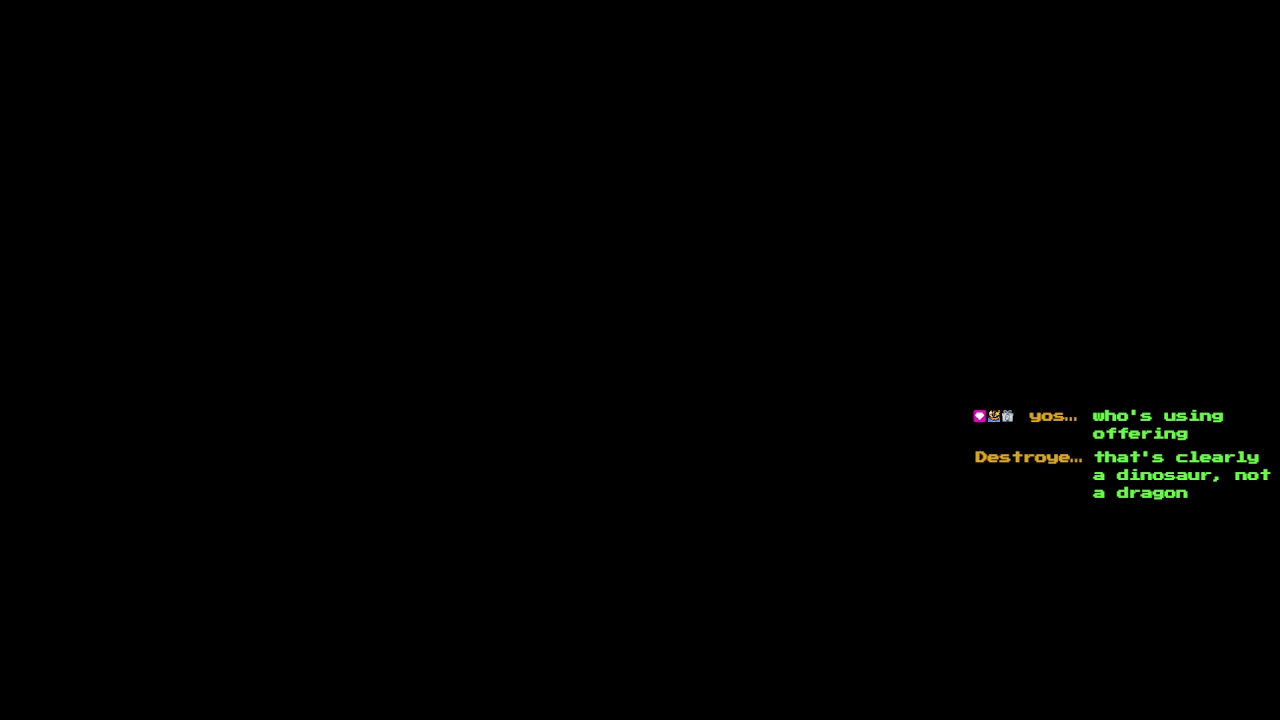 yos... who's using
offering
Destroye... that's clearly
a dinosaur, not
a dragon